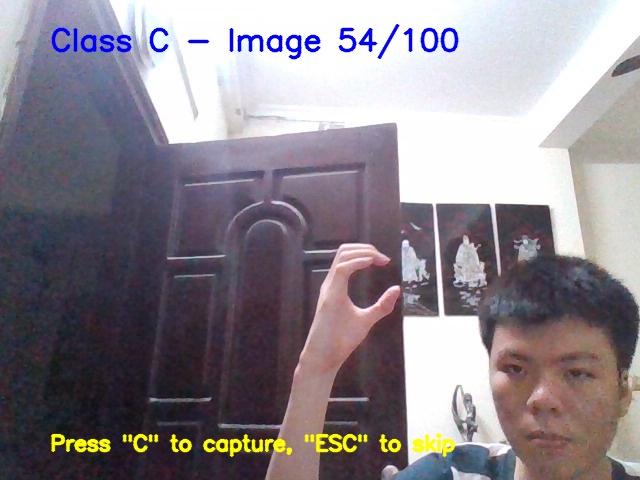 Class C - Image 54/100
Press "C" to capture, "ESC" to skip